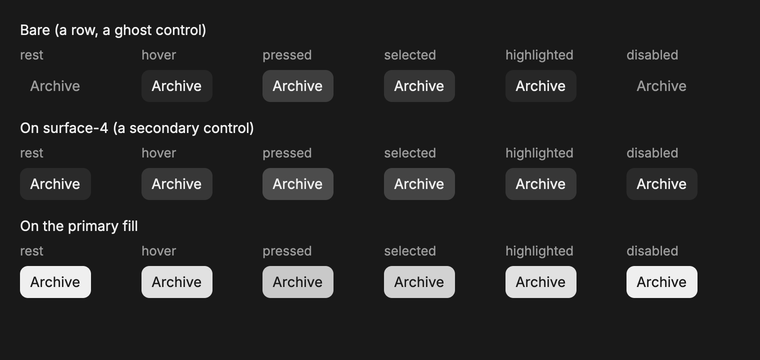 Bare (a row, a ghost control)
rest hover pressed selected highlighted disabled
Archive Archive Archive Archive Archive Archive
On surface-4 (a secondary control)
rest hover pressed selected highlighted disabled
Archive Archive Archive Archive Archive Archive
On the primary fill
rest hover pressed selected highlighted disabled
Archive Archive Archive Archive Archive Archive